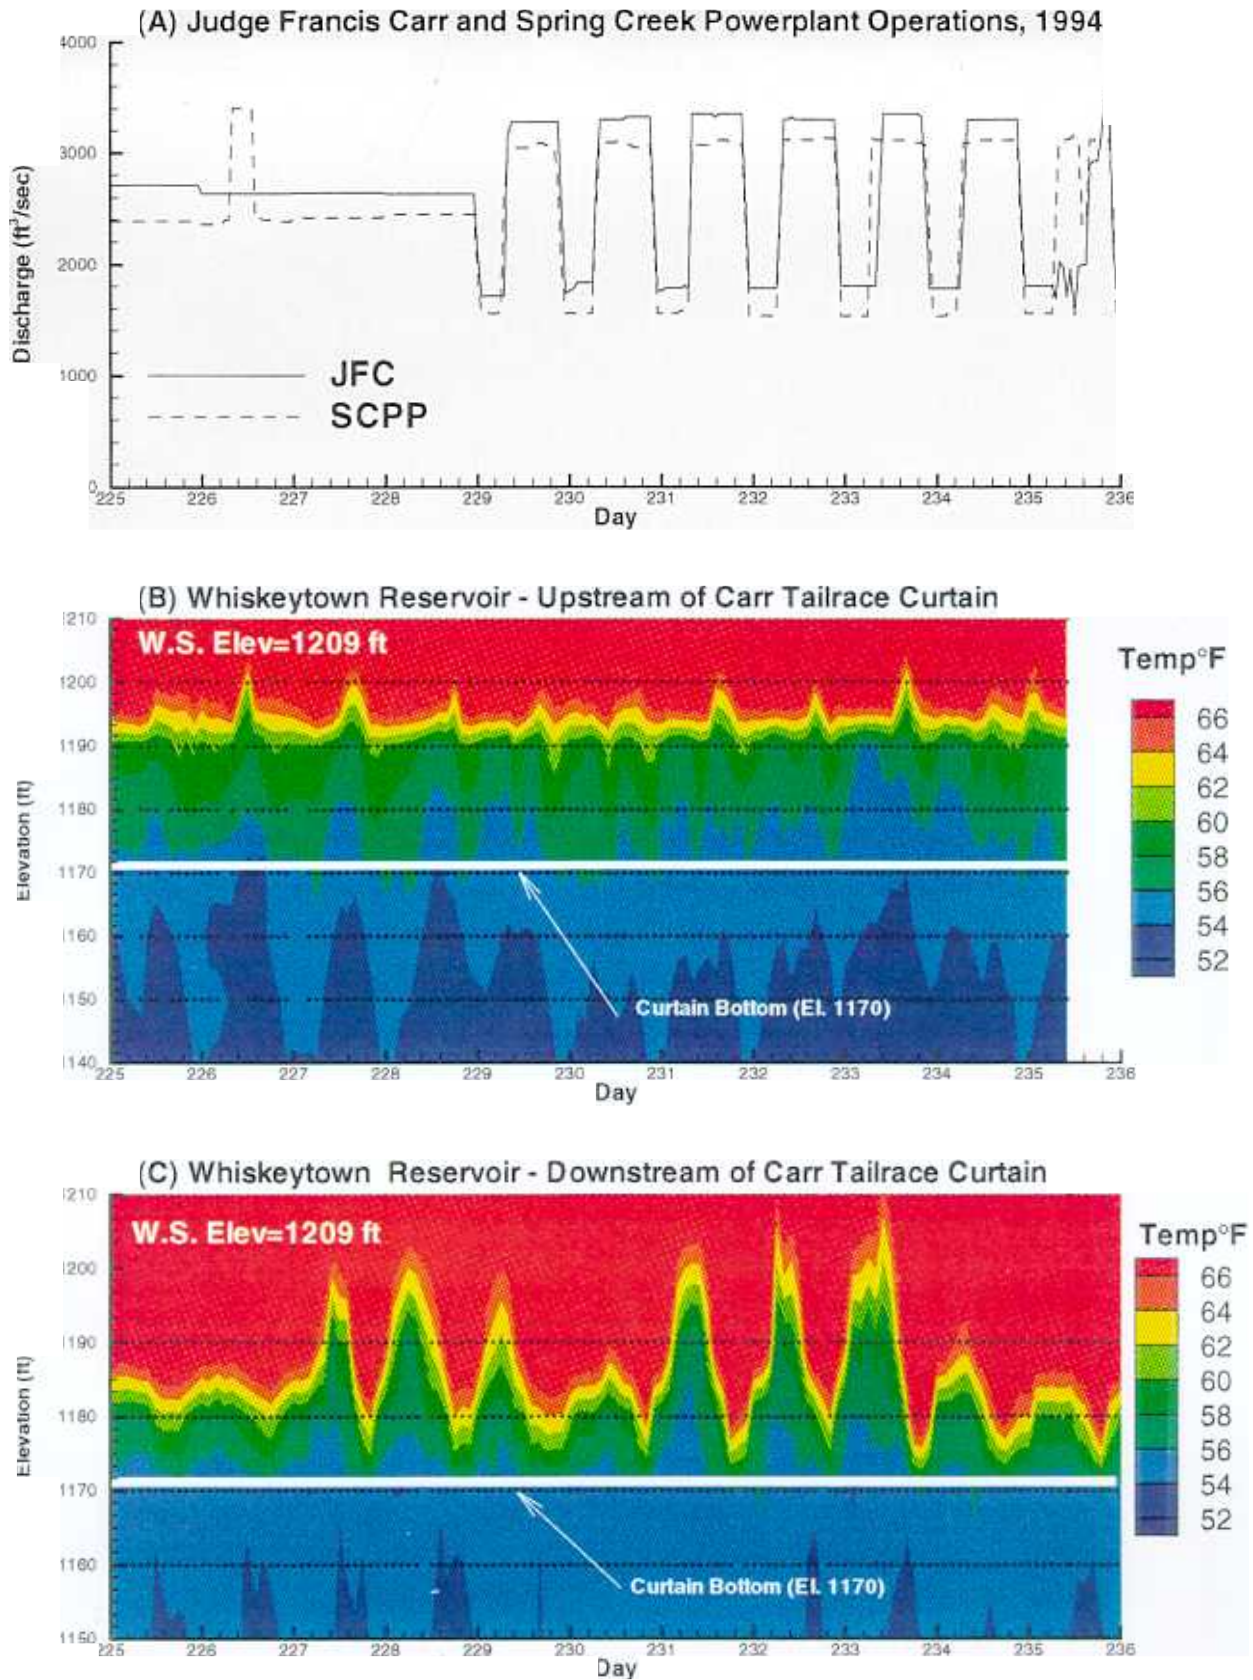 (A) Judge Francis Carr and Spring Creek Powerplant Operations, 1994
4000
3000
2000
1000
0
Discharge (ft³/sec)
JFC
SCPP
225 226 227 228 229 230 231 232 233 234 235 236
Day
(B) Whiskeytown Reservoir - Upstream of Carr Tailrace Curtain
W.S. Elev=1209 ft
1210
1200
1190
1180
1170
1160
1150
1140
Elevation (ft)
Curtain Bottom (El. 1170)
225 226 227 228 229 230 231 232 233 234 235 236
Day
Temp°F
66
64
62
60
58
56
54
52
(C) Whiskeytown Reservoir - Downstream of Carr Tailrace Curtain
W.S. Elev=1209 ft
1210
1200
1190
1180
1170
1160
1150
Elevation (ft)
Curtain Bottom (El. 1170)
225 226 227 228 229 230 231 232 233 234 235 236
Day
Temp°F
66
64
62
60
58
56
54
52